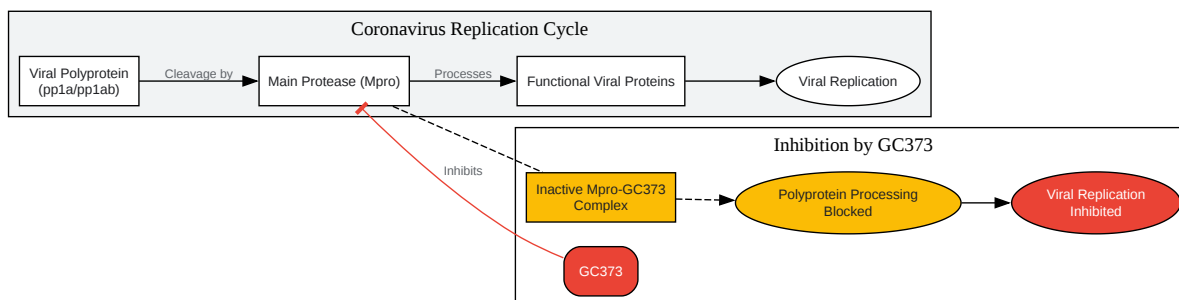 Coronavirus Replication Cycle
Viral Polyprotein
(pp1a/pp1ab)
Cleavage by
Main Protease (Mpro)
Processes
Functional Viral Proteins
Viral Replication
Inhibition by GC373
Inhibits
Inactive Mpro-GC373
Complex
Polyprotein Processing
Blocked
Viral Replication
Inhibited
GC373